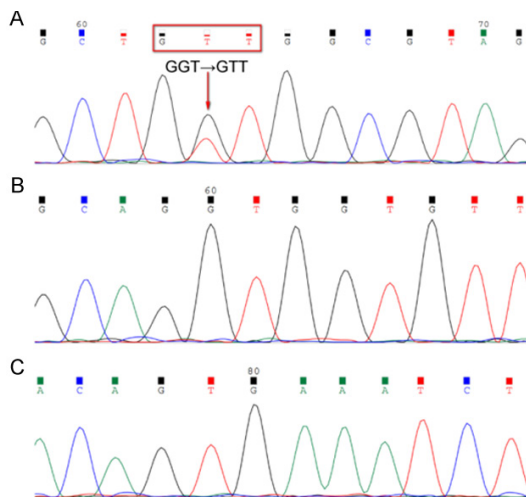 A
60 70
G C T G T T G G C G T A G
GGT→GTT
B
60
G C A G G T G G T G T T
C
80
A C A G T G A A A T C T